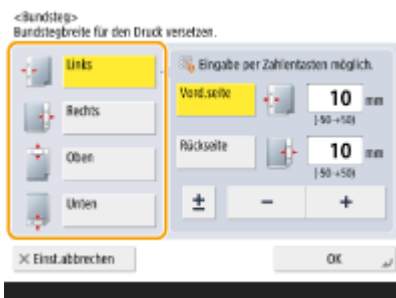 <Bundsteg>
Bundstegbreite für den Druck versetzen.
Links
Rechts
Oben
Unten
Eingabe per Zahlentasten möglich.
Vord.seite
10 mm
(-50-+50)
Rückseite
10 mm
(-50-+50)
± − +
× Einst.abbrechen
OK